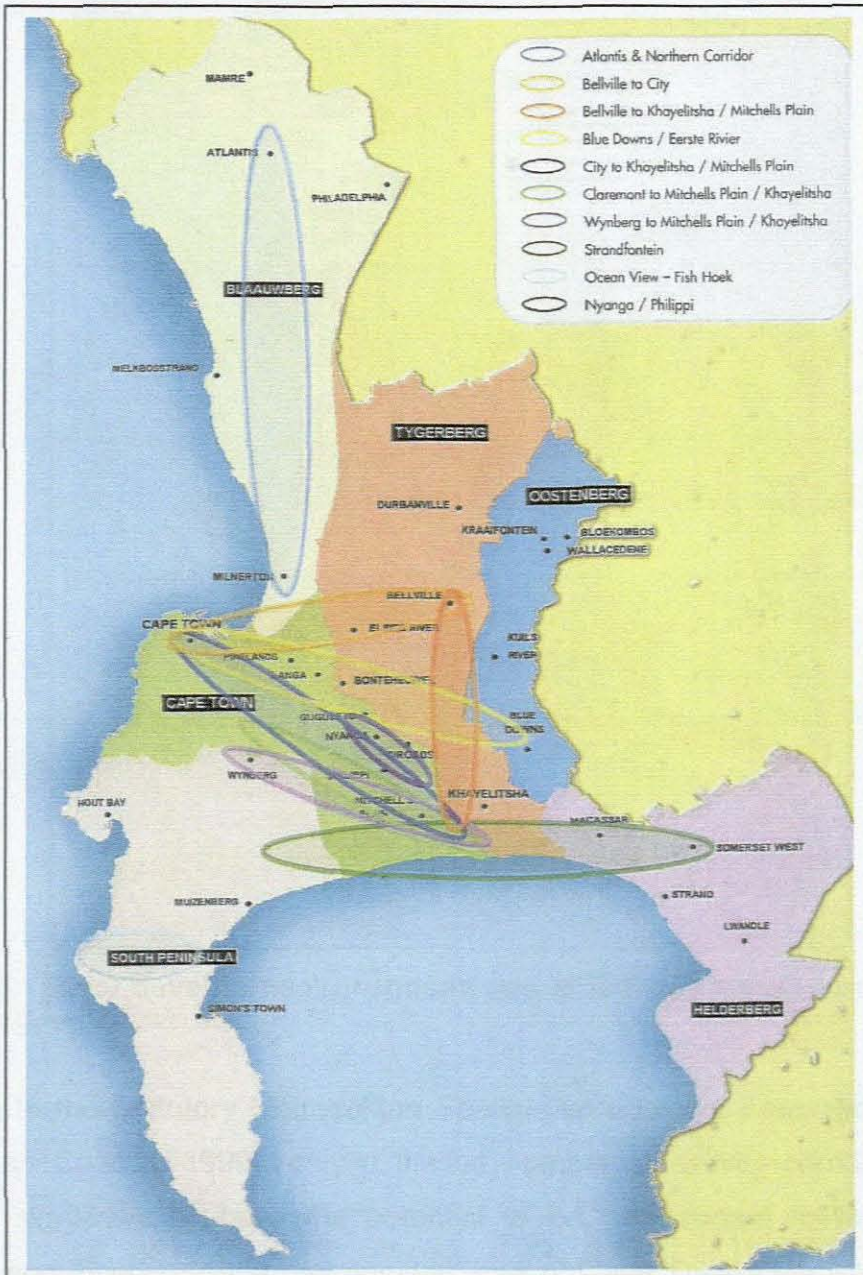 Atlantis & Northern Corridor
Bellville to City
Bellville to Khayelitsha / Mitchells Plain
Blue Downs / Eerste Rivier
City to Khayelitsha / Mitchells Plain
Claremont to Mitchells Plain / Khayelitsha
Wynberg to Mitchells Plain / Khayelitsha
Strandfontein
Ocean View – Fish Hoek
Nyanga / Philippi
MAMRE
ATLANTIS
PHILADELPHIA
BLAAUWBERG
MELKBOSSTRAND
TYGERBERG
OOSTENBERG
DURBANVILLE
KRAAIFONTEIN
BLOEKOMBOS
WALLACEDENE
MILNERTON
BELLVILLE
CAPE TOWN
RIVER
KUILS
RIVER
PINELANDS
LANGA
CAPE TOWN
BLUE
DOWNS
NYANGA
WYNBERG
MITCHELL'S
KHAYELITSHA
HOUT BAY
MACASSAR
SOMERSET WEST
STRAND
MUIZENBERG
LWANDLE
SOUTH PENINSULA
SIMON'S TOWN
HELDERBERG